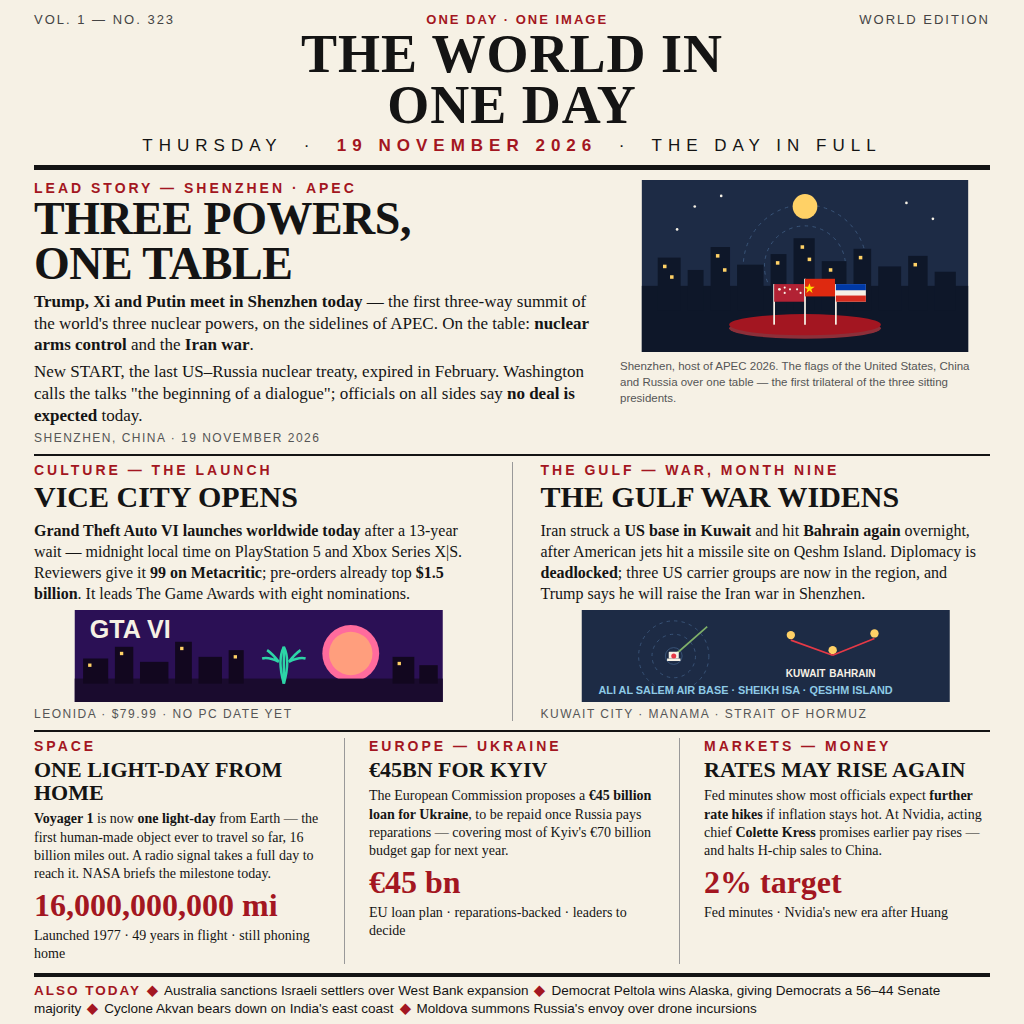 VOL. 1 — NO. 323
ONE DAY · ONE IMAGE
WORLD EDITION
THE WORLD IN
ONE DAY
THURSDAY · 19 NOVEMBER 2026 · THE DAY IN FULL
LEAD STORY — SHENZHEN · APEC
THREE POWERS,
ONE TABLE
Trump, Xi and Putin meet in Shenzhen today — the first three-way summit of
the world's three nuclear powers, on the sidelines of APEC. On the table: nuclear
arms control and the Iran war.
New START, the last US–Russia nuclear treaty, expired in February. Washington
calls the talks "the beginning of a dialogue"; officials on all sides say no deal is
expected today.
SHENZHEN, CHINA · 19 NOVEMBER 2026
Shenzhen, host of APEC 2026. The flags of the United States, China
and Russia over one table — the first trilateral of the three sitting
presidents.
CULTURE — THE LAUNCH
VICE CITY OPENS
Grand Theft Auto VI launches worldwide today after a 13-year
wait — midnight local time on PlayStation 5 and Xbox Series X|S.
Reviewers give it 99 on Metacritic; pre-orders already top $1.5
billion. It leads The Game Awards with eight nominations.
GTA VI
LEONIDA · $79.99 · NO PC DATE YET
THE GULF — WAR, MONTH NINE
THE GULF WAR WIDENS
Iran struck a US base in Kuwait and hit Bahrain again overnight,
after American jets hit a missile site on Qeshm Island. Diplomacy is
deadlocked; three US carrier groups are now in the region, and
Trump says he will raise the Iran war in Shenzhen.
KUWAIT BAHRAIN
ALI AL SALEM AIR BASE · SHEIKH ISA · QESHM ISLAND
KUWAIT CITY · MANAMA · STRAIT OF HORMUZ
SPACE
ONE LIGHT-DAY FROM
HOME
Voyager 1 is now one light-day from Earth — the
first human-made object ever to travel so far, 16
billion miles out. A radio signal takes a full day to
reach it. NASA briefs the milestone today.
16,000,000,000 mi
Launched 1977 · 49 years in flight · still phoning
home
EUROPE — UKRAINE
€45BN FOR KYIV
The European Commission proposes a €45 billion
loan for Ukraine, to be repaid once Russia pays
reparations — covering most of Kyiv's €70 billion
budget gap for next year.
€45 bn
EU loan plan · reparations-backed · leaders to
decide
MARKETS — MONEY
RATES MAY RISE AGAIN
Fed minutes show most officials expect further
rate hikes if inflation stays hot. At Nvidia, acting
chief Colette Kress promises earlier pay rises —
and halts H-chip sales to China.
2% target
Fed minutes · Nvidia's new era after Huang
ALSO TODAY ◆ Australia sanctions Israeli settlers over West Bank expansion ◆ Democrat Peltola wins Alaska, giving Democrats a 56–44 Senate
majority ◆ Cyclone Akvan bears down on India's east coast ◆ Moldova summons Russia's envoy over drone incursions